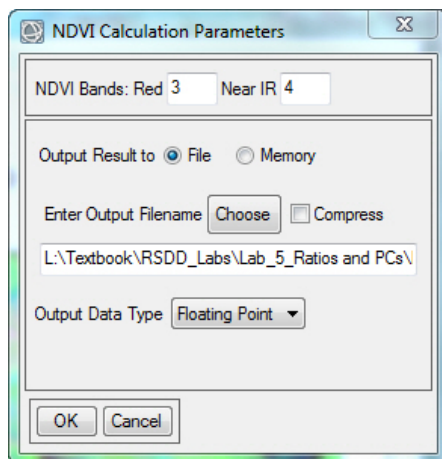 NDVI Calculation Parameters
NDVI Bands: Red 3 Near IR 4
Output Result to File Memory
Enter Output Filename Choose Compress
L:\Textbook\RSDD_Labs\Lab_5_Ratios and PCs\
Output Data Type Floating Point
OK Cancel